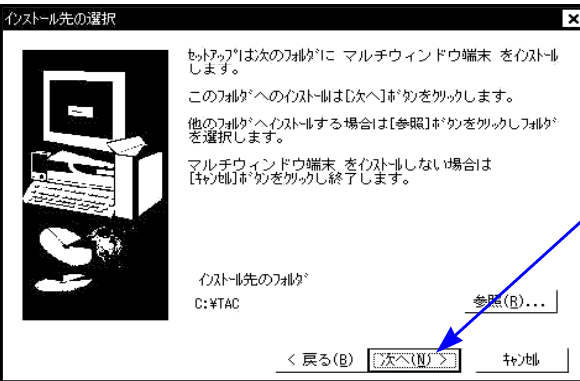 インストール先の選択
セットアップは次のフォルダに マルチウィンドウ端末 をインストール
します。
このフォルダへのインストールは[次へ]ボタンをクリックします。
他のフォルダへインストールする場合は[参照]ボタンをクリックしフォルダ
を選択します。
マルチウィンドウ端末 をインストールしない場合は
[キャンセル]ボタンをクリックし終了します。
インストール先のフォルダ
C:¥TAC
参照(R)...
< 戻る(B)
次へ(N) >
キャンセル